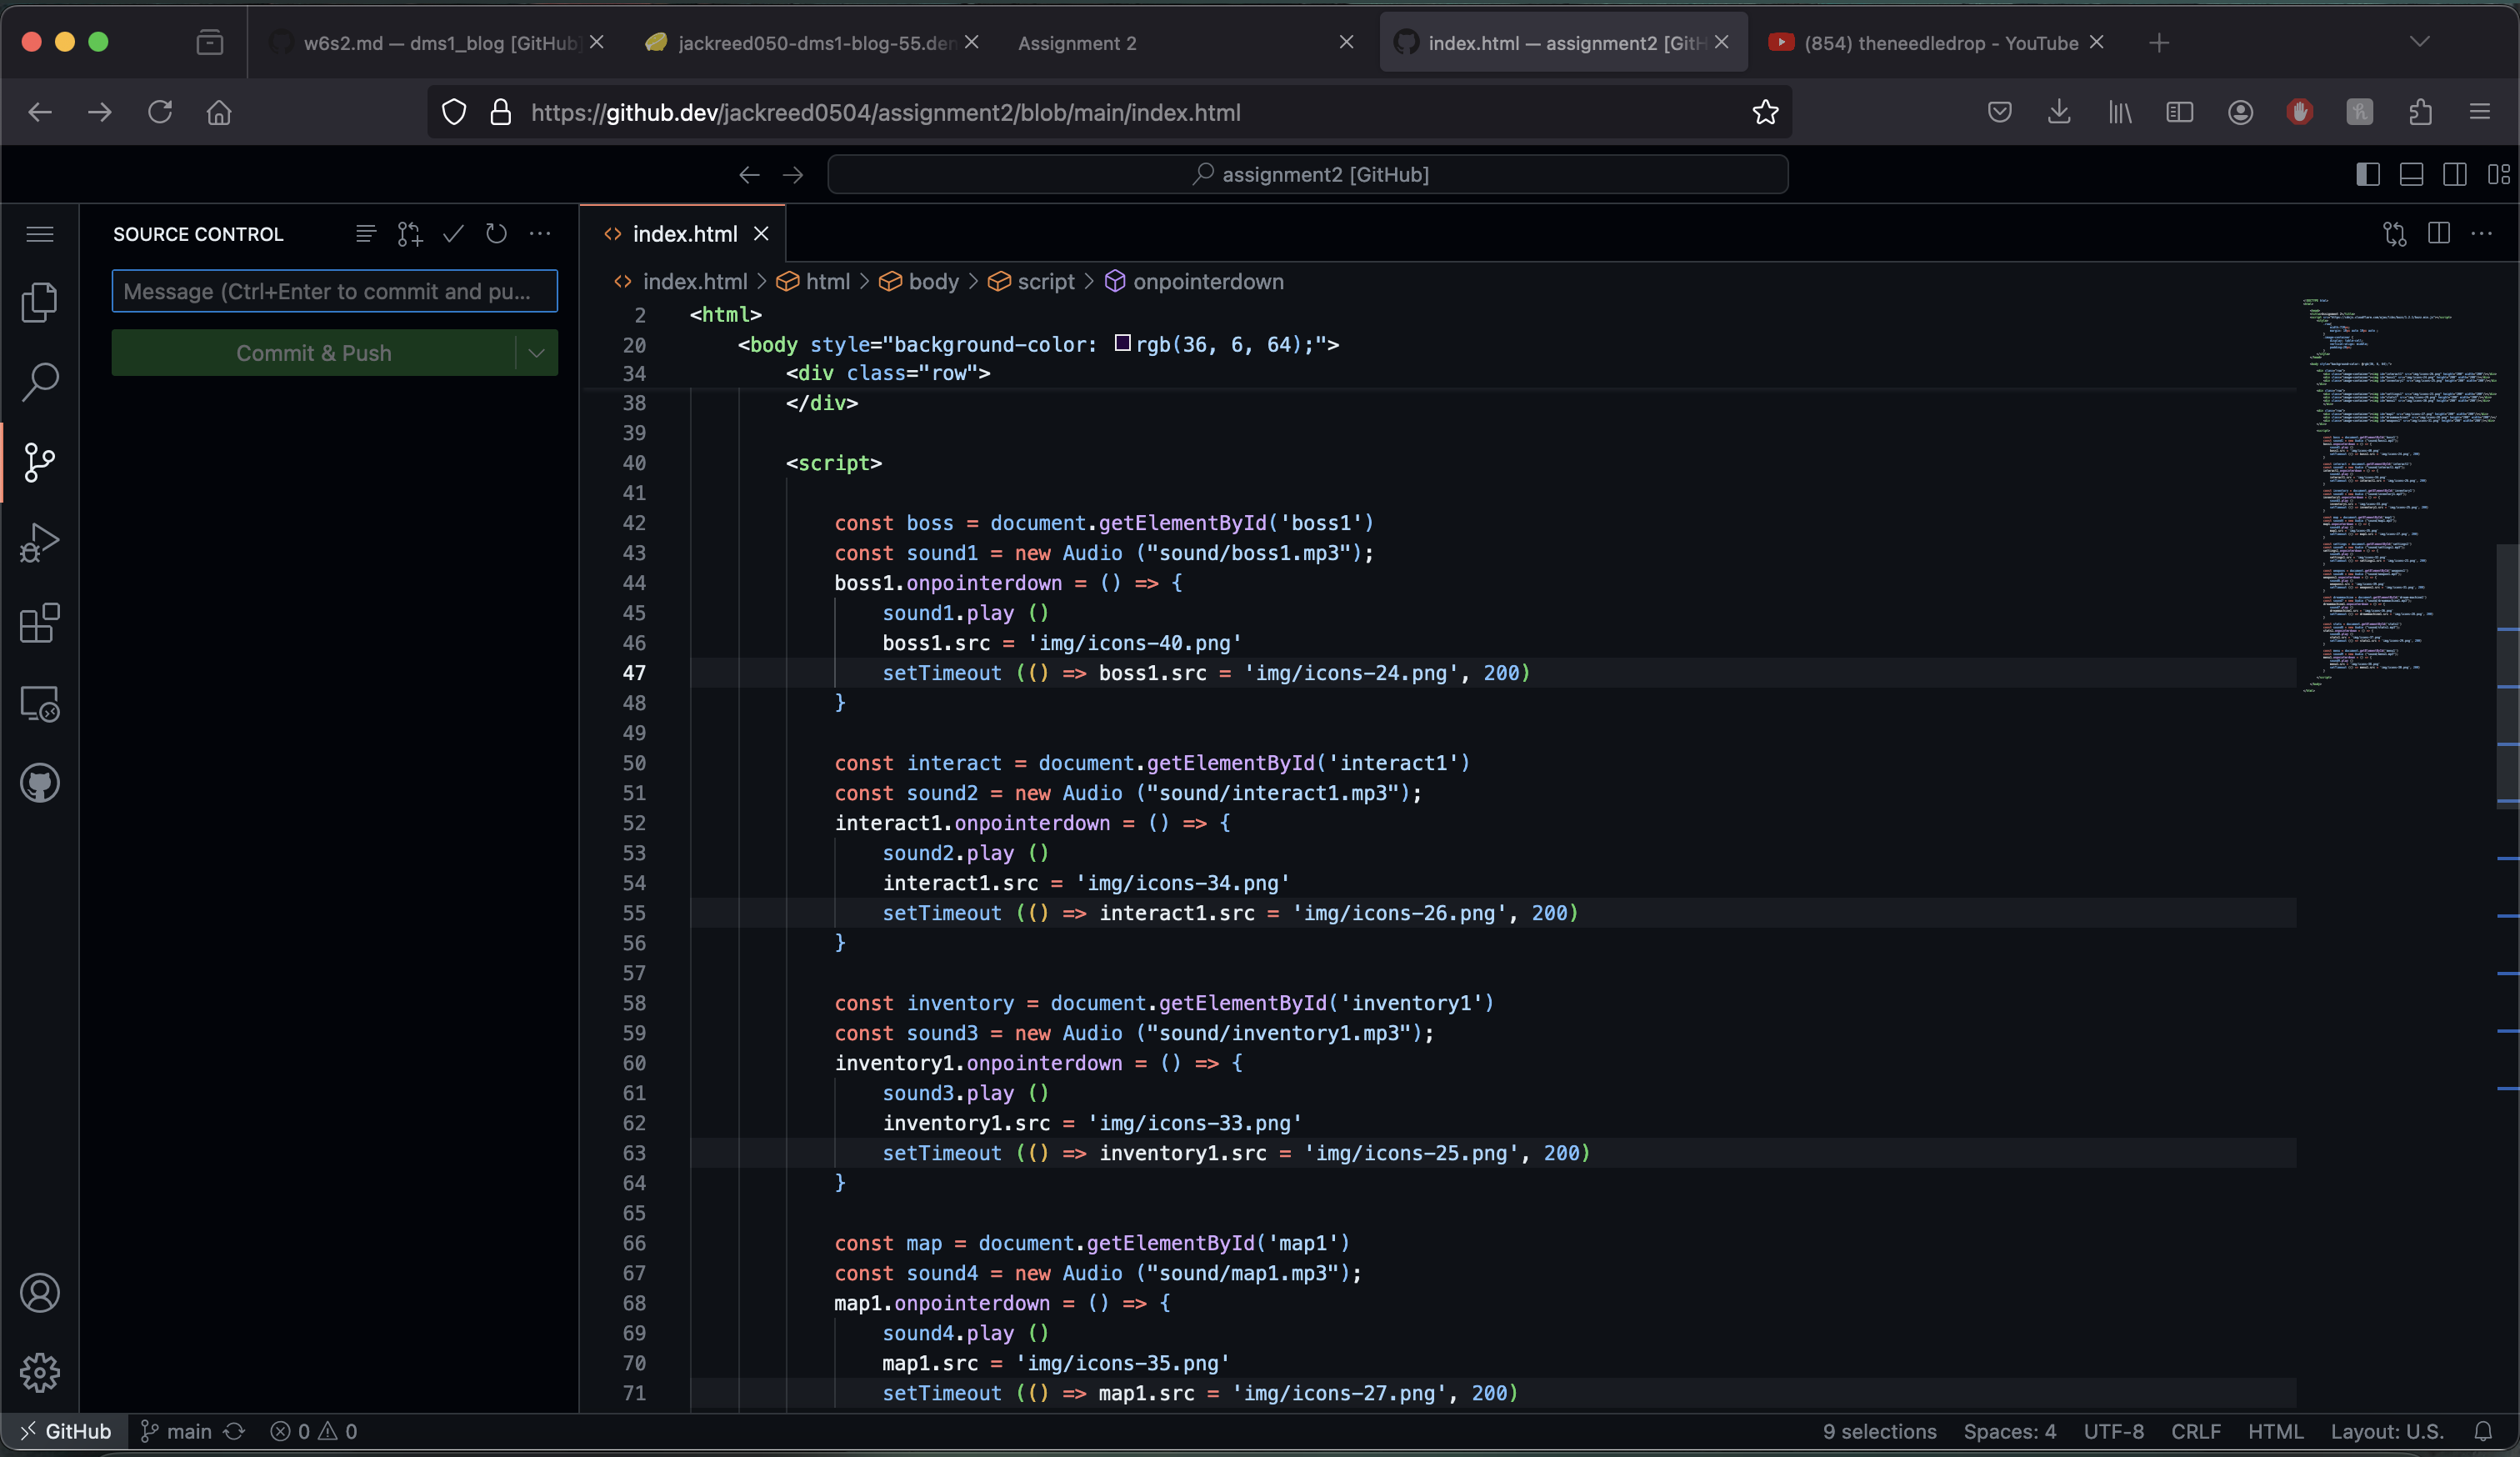 w6s2.md — dms1_blog [GitHub]
jackreed050-dms1-blog-55.den
Assignment 2
index.html — assignment2 [GitH
(854) theneedledrop - YouTube
https://github.dev/jackreed0504/assignment2/blob/main/index.html
assignment2 [GitHub]
SOURCE CONTROL
Message (Ctrl+Enter to commit and pu...
Commit & Push
index.html
index.html > html > body > script > onpointerdown
2 <html>
20 <body style="background-color: rgb(36, 6, 64);">
34 <div class="row">
38 </div>
39
40 <script>
41
42 const boss = document.getElementById('boss1')
43 const sound1 = new Audio ("sound/boss1.mp3");
44 boss1.onpointerdown = () => {
45 sound1.play ()
46 boss1.src = 'img/icons-40.png'
47 setTimeout (() => boss1.src = 'img/icons-24.png', 200)
48 }
49
50 const interact = document.getElementById('interact1')
51 const sound2 = new Audio ("sound/interact1.mp3");
52 interact1.onpointerdown = () => {
53 sound2.play ()
54 interact1.src = 'img/icons-34.png'
55 setTimeout (() => interact1.src = 'img/icons-26.png', 200)
56 }
57
58 const inventory = document.getElementById('inventory1')
59 const sound3 = new Audio ("sound/inventory1.mp3");
60 inventory1.onpointerdown = () => {
61 sound3.play ()
62 inventory1.src = 'img/icons-33.png'
63 setTimeout (() => inventory1.src = 'img/icons-25.png', 200)
64 }
65
66 const map = document.getElementById('map1')
67 const sound4 = new Audio ("sound/map1.mp3");
68 map1.onpointerdown = () => {
69 sound4.play ()
70 map1.src = 'img/icons-35.png'
71 setTimeout (() => map1.src = 'img/icons-27.png', 200)
GitHub main 0 0 9 selections Spaces: 4 UTF-8 CRLF HTML Layout: U.S.